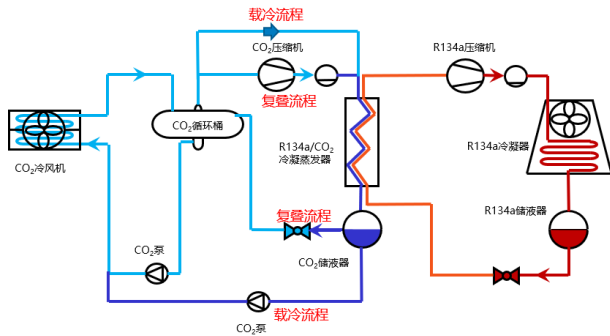 载冷流程
CO₂压缩机
R134a压缩机
复叠流程
CO₂循环桶
R134a/CO₂
冷凝蒸发器
R134a冷凝器
CO₂冷风机
复叠流程
R134a储液器
CO₂泵
CO₂储液器
载冷流程
CO₂泵